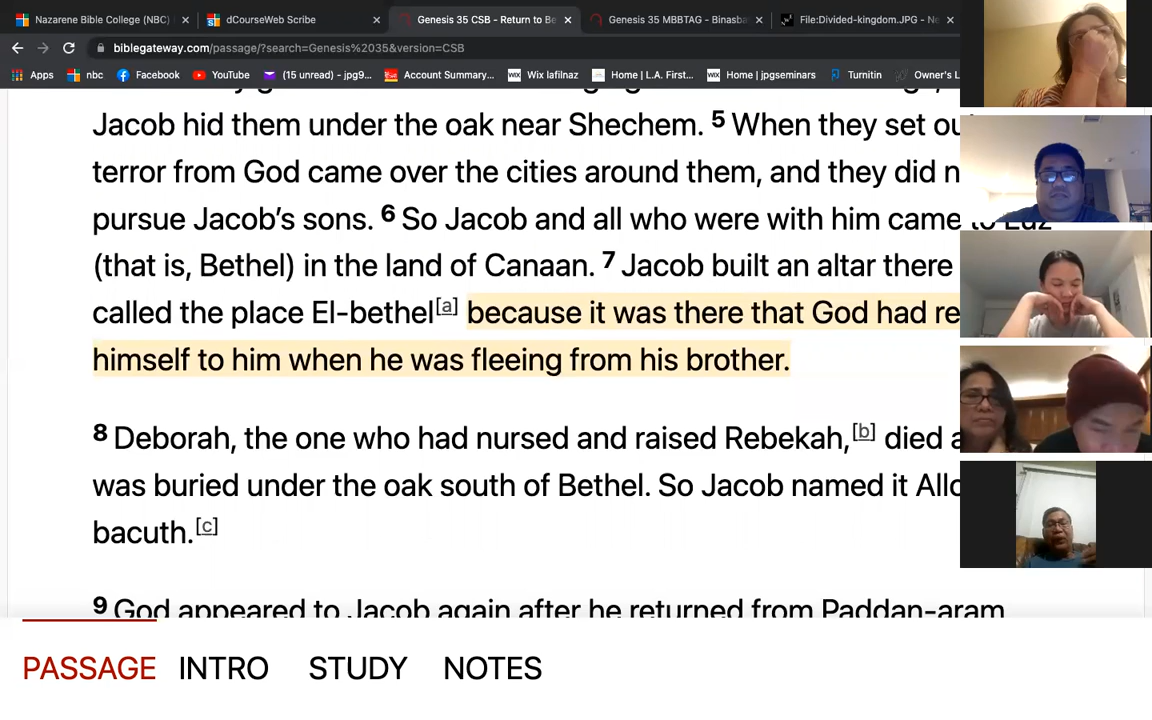 Nazarene Bible College (NBC)
dCourseWeb Scribe
Genesis 35 CSB - Return to Be
Genesis 35 MBBTAG - Binasba
File:Divided-kingdom.JPG - Ne
biblegateway.com/passage/?search=Genesis%2035&version=CSB
Apps nbc Facebook YouTube (15 unread) - jpg9... Account Summary... Wix lafilnaz Home | L.A. First... Home | jpgseminars Turnitin Owner's L
Jacob hid them under the oak near Shechem. 5 When they set out
terror from God came over the cities around them, and they did n
pursue Jacob's sons. 6 So Jacob and all who were with him came to Luz
(that is, Bethel) in the land of Canaan. 7 Jacob built an altar there
called the place El-bethel[a] because it was there that God had re
himself to him when he was fleeing from his brother.
8 Deborah, the one who had nursed and raised Rebekah,[b] died a
was buried under the oak south of Bethel. So Jacob named it Allo
bacuth.[c]
9 God appeared to Jacob again after he returned from Paddan-aram
PASSAGE INTRO STUDY NOTES